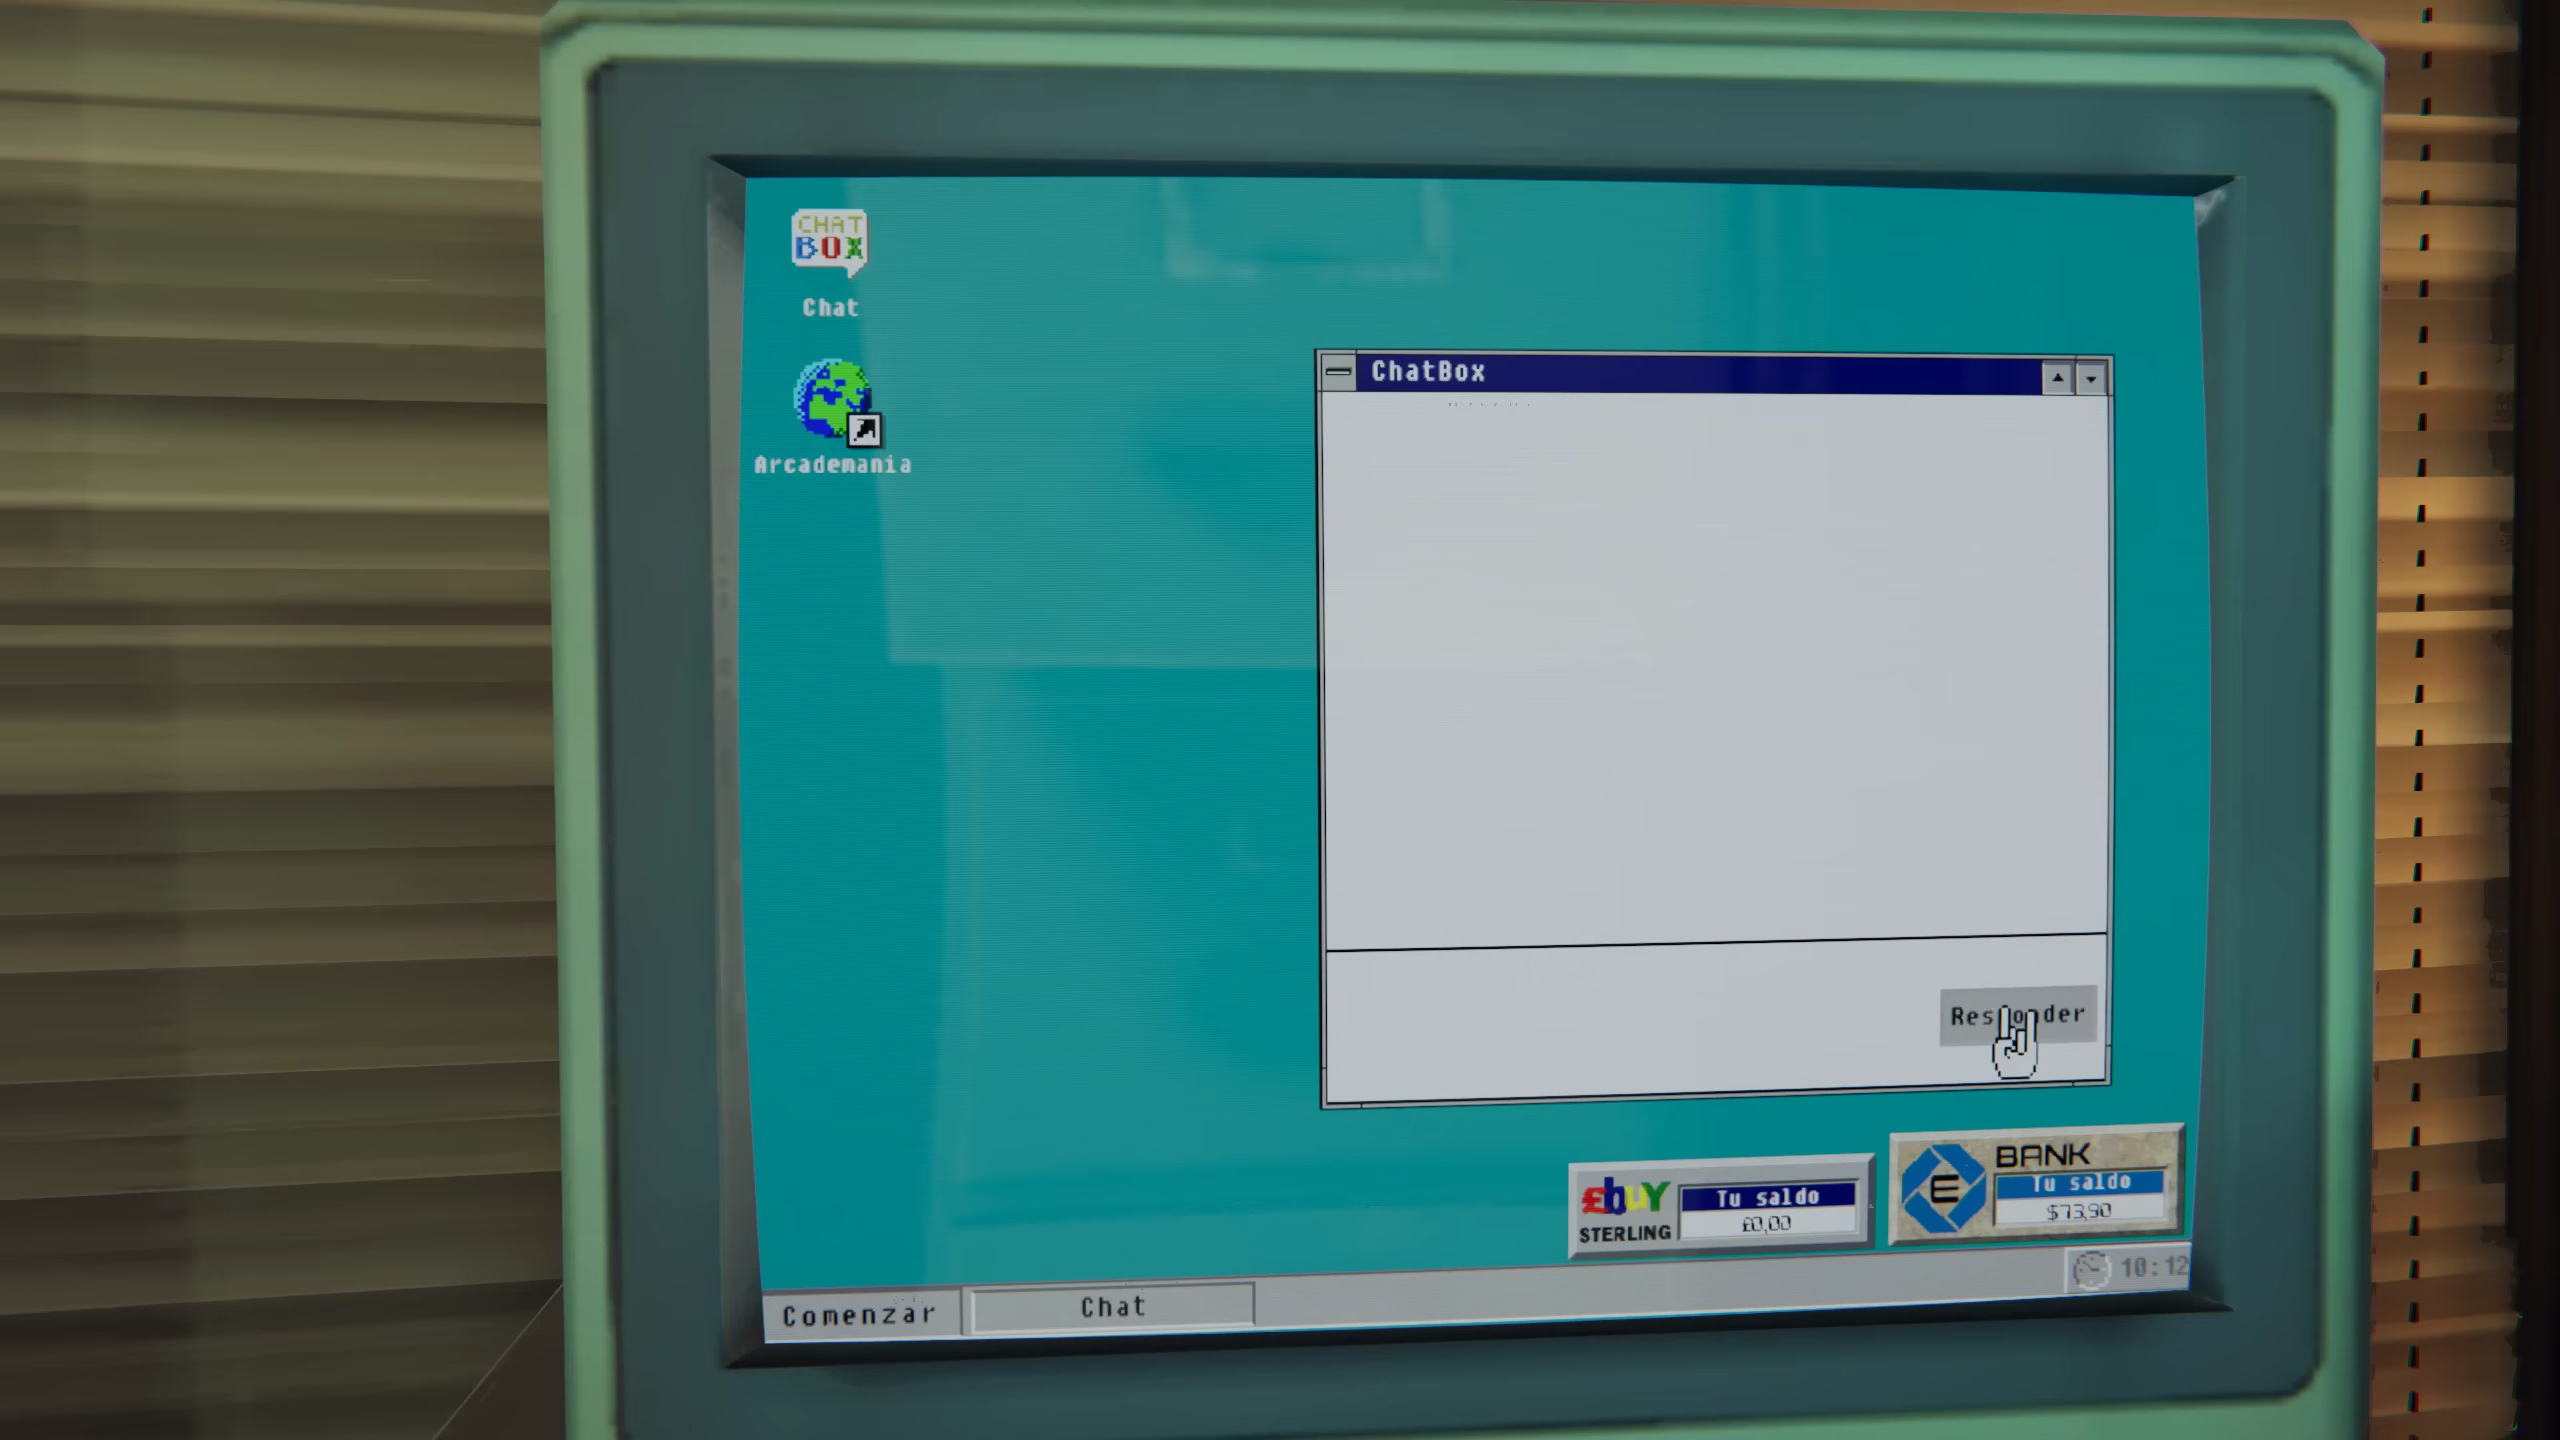 CHAT
BOX
Chat
Arcademania
ChatBox
Responder
£buY
STERLING
Tu saldo
£0,00
E
BANK
Tu saldo
$73,90
Comenzar
Chat
10:12